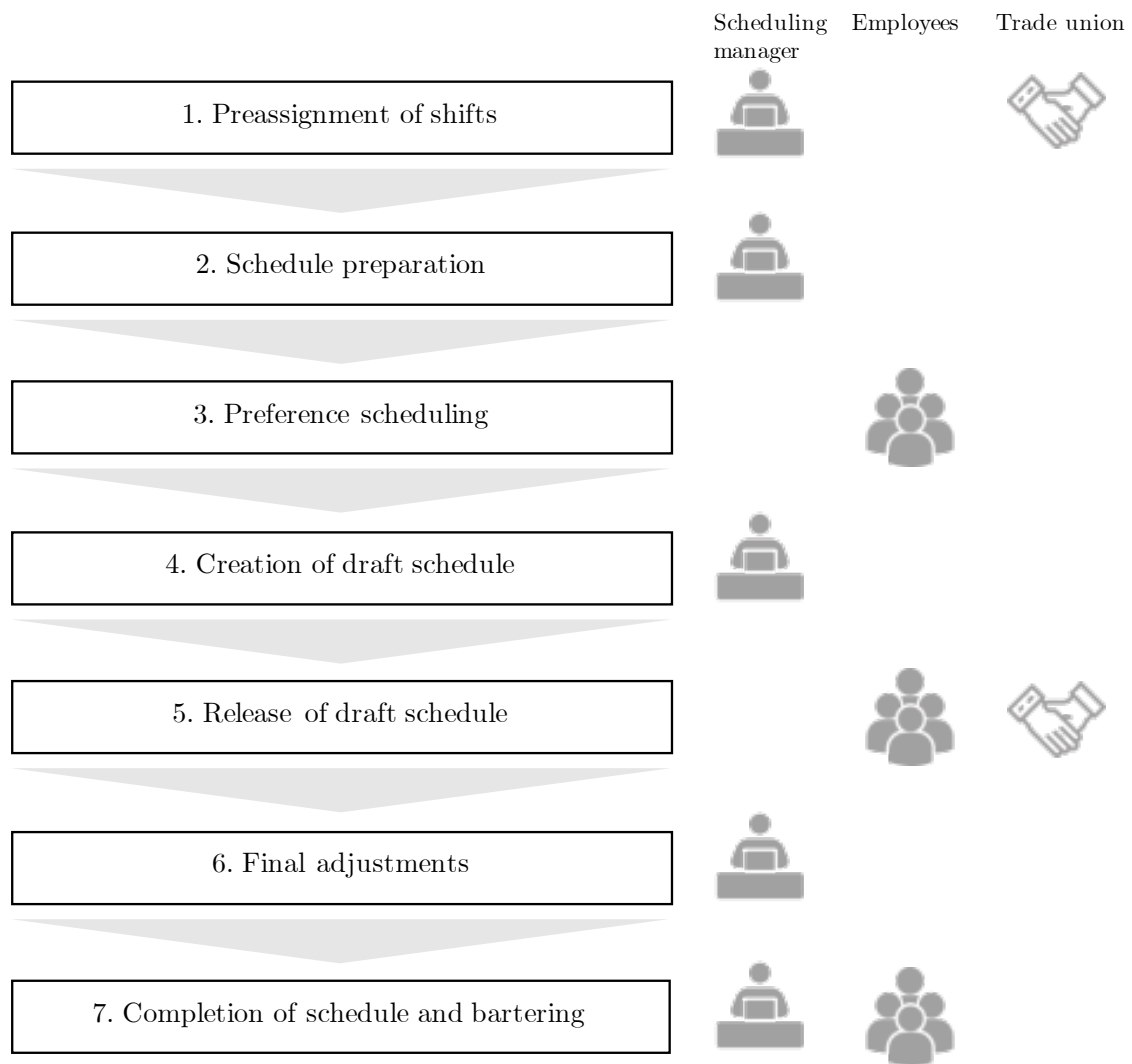 Scheduling manager
Employees
Trade union
1. Preassignment of shifts
2. Schedule preparation
3. Preference scheduling
4. Creation of draft schedule
5. Release of draft schedule
6. Final adjustments
7. Completion of schedule and bartering